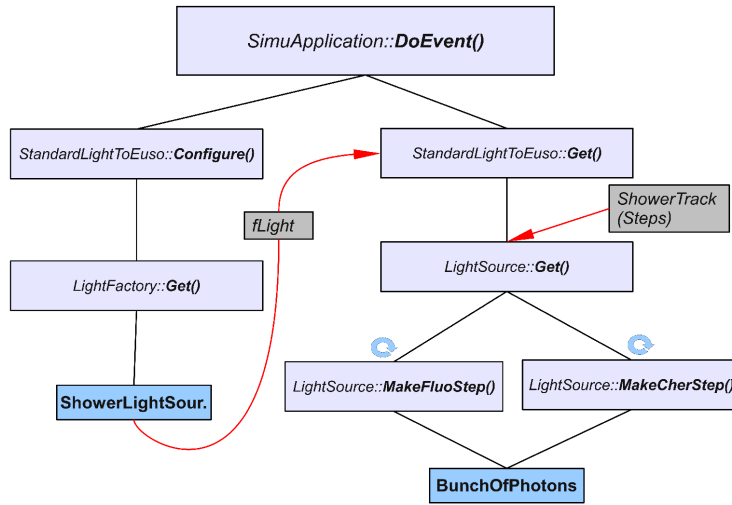 SimuApplication::DoEvent()
StandardLightToEuso::Configure()
StandardLightToEuso::Get()
ShowerTrack
(Steps)
fLight
LightSource::Get()
LightFactory::Get()
LightSource::MakeFluoStep()
LightSource::MakeCherStep()
ShowerLightSour.
BunchOfPhotons